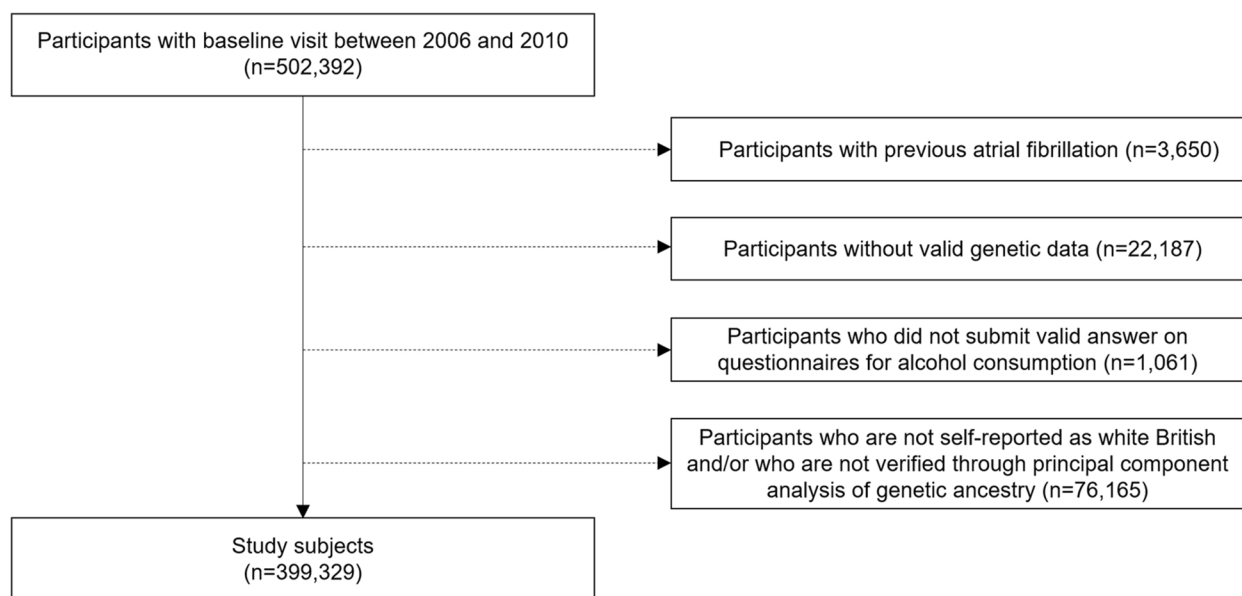 Participants with baseline visit between 2006 and 2010
(n=502,392)
Participants with previous atrial fibrillation (n=3,650)
Participants without valid genetic data (n=22,187)
Participants who did not submit valid answer on
questionnaires for alcohol consumption (n=1,061)
Participants who are not self-reported as white British
and/or who are not verified through principal component
analysis of genetic ancestry (n=76,165)
Study subjects
(n=399,329)